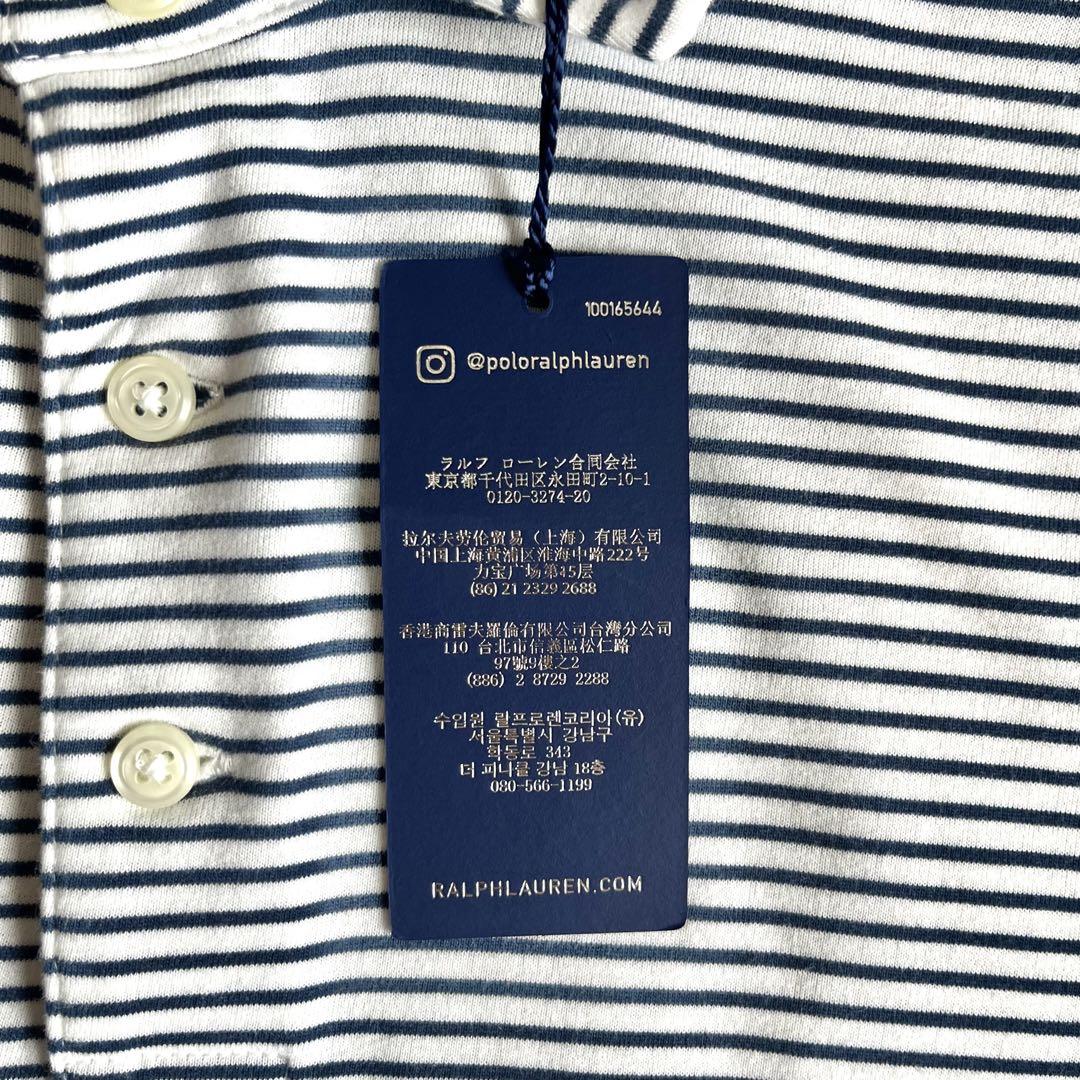 100165644
@poloralphlauren
ラルフ ローレン合同会社
東京都千代田区永田町2-10-1
0120-3274-20
拉尔夫劳伦贸易（上海）有限公司
中国上海黄浦区淮海中路222号
力宝广场第45层
(86) 21 2329 2688
香港商雷夫羅倫有限公司台灣分公司
110 台北市信義區松仁路
97號9樓之2
(886) 2 8729 2288
수입원 랄프로렌코리아(유)
서울특별시 강남구
학동로 343
더 피나클 강남 18층
080-566-1199
RALPHLAUREN.COM